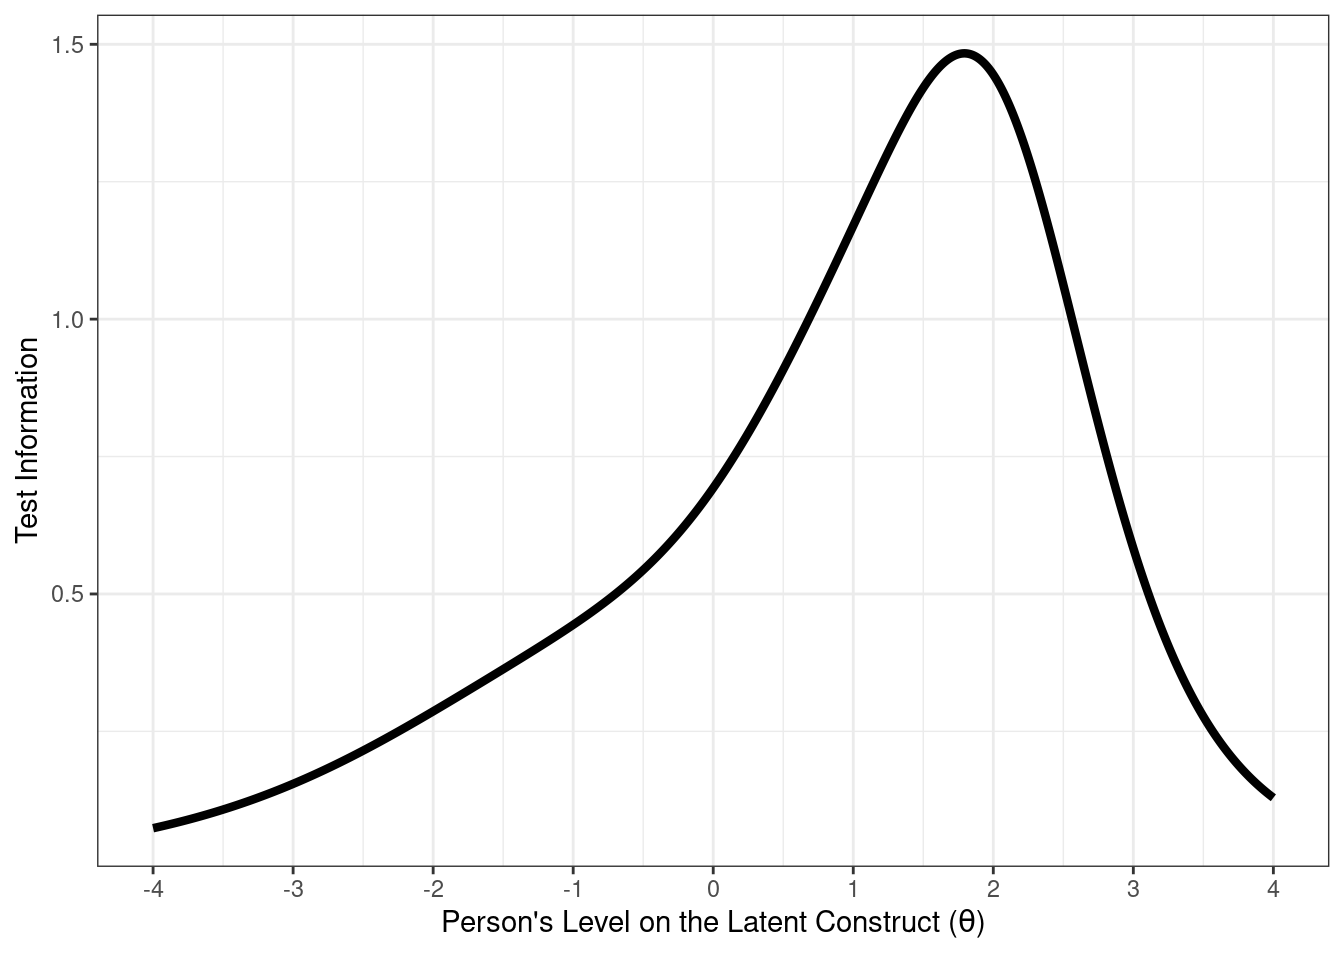 1.5
1.0
0.5
Test Information
-4 -3 -2 -1 0 1 2 3 4
Person's Level on the Latent Construct (θ)